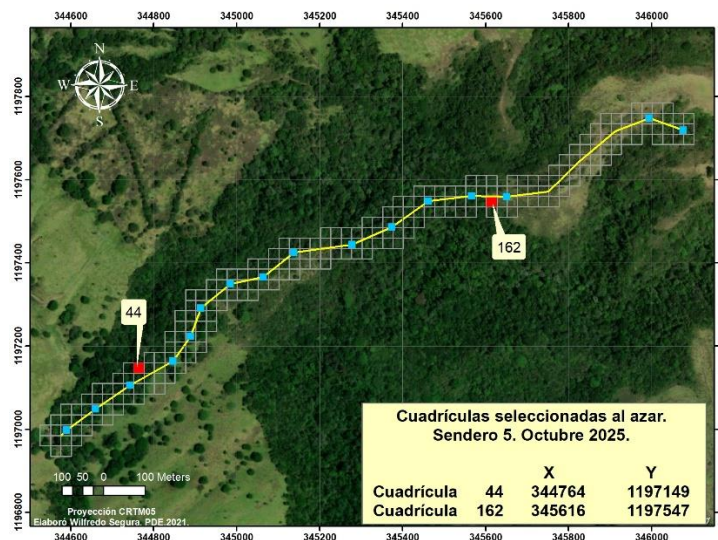 344600 344800 345000 345200 345400 345600 345800 346000
1197800
1197600
1197400
1197200
1197000
1196800
N
W E
S
162
44
Cuadrículas seleccionadas al azar.
Sendero 5. Octubre 2025.
X Y
Cuadrícula 44 344764 1197149
Cuadrícula 162 345616 1197547
100 50 0 100 Meters
Proyección CRTM05
Elaboró Wilfredo Segura. PDE 2021.
344600 344800 345000 345200 345400 345600 345800 346000